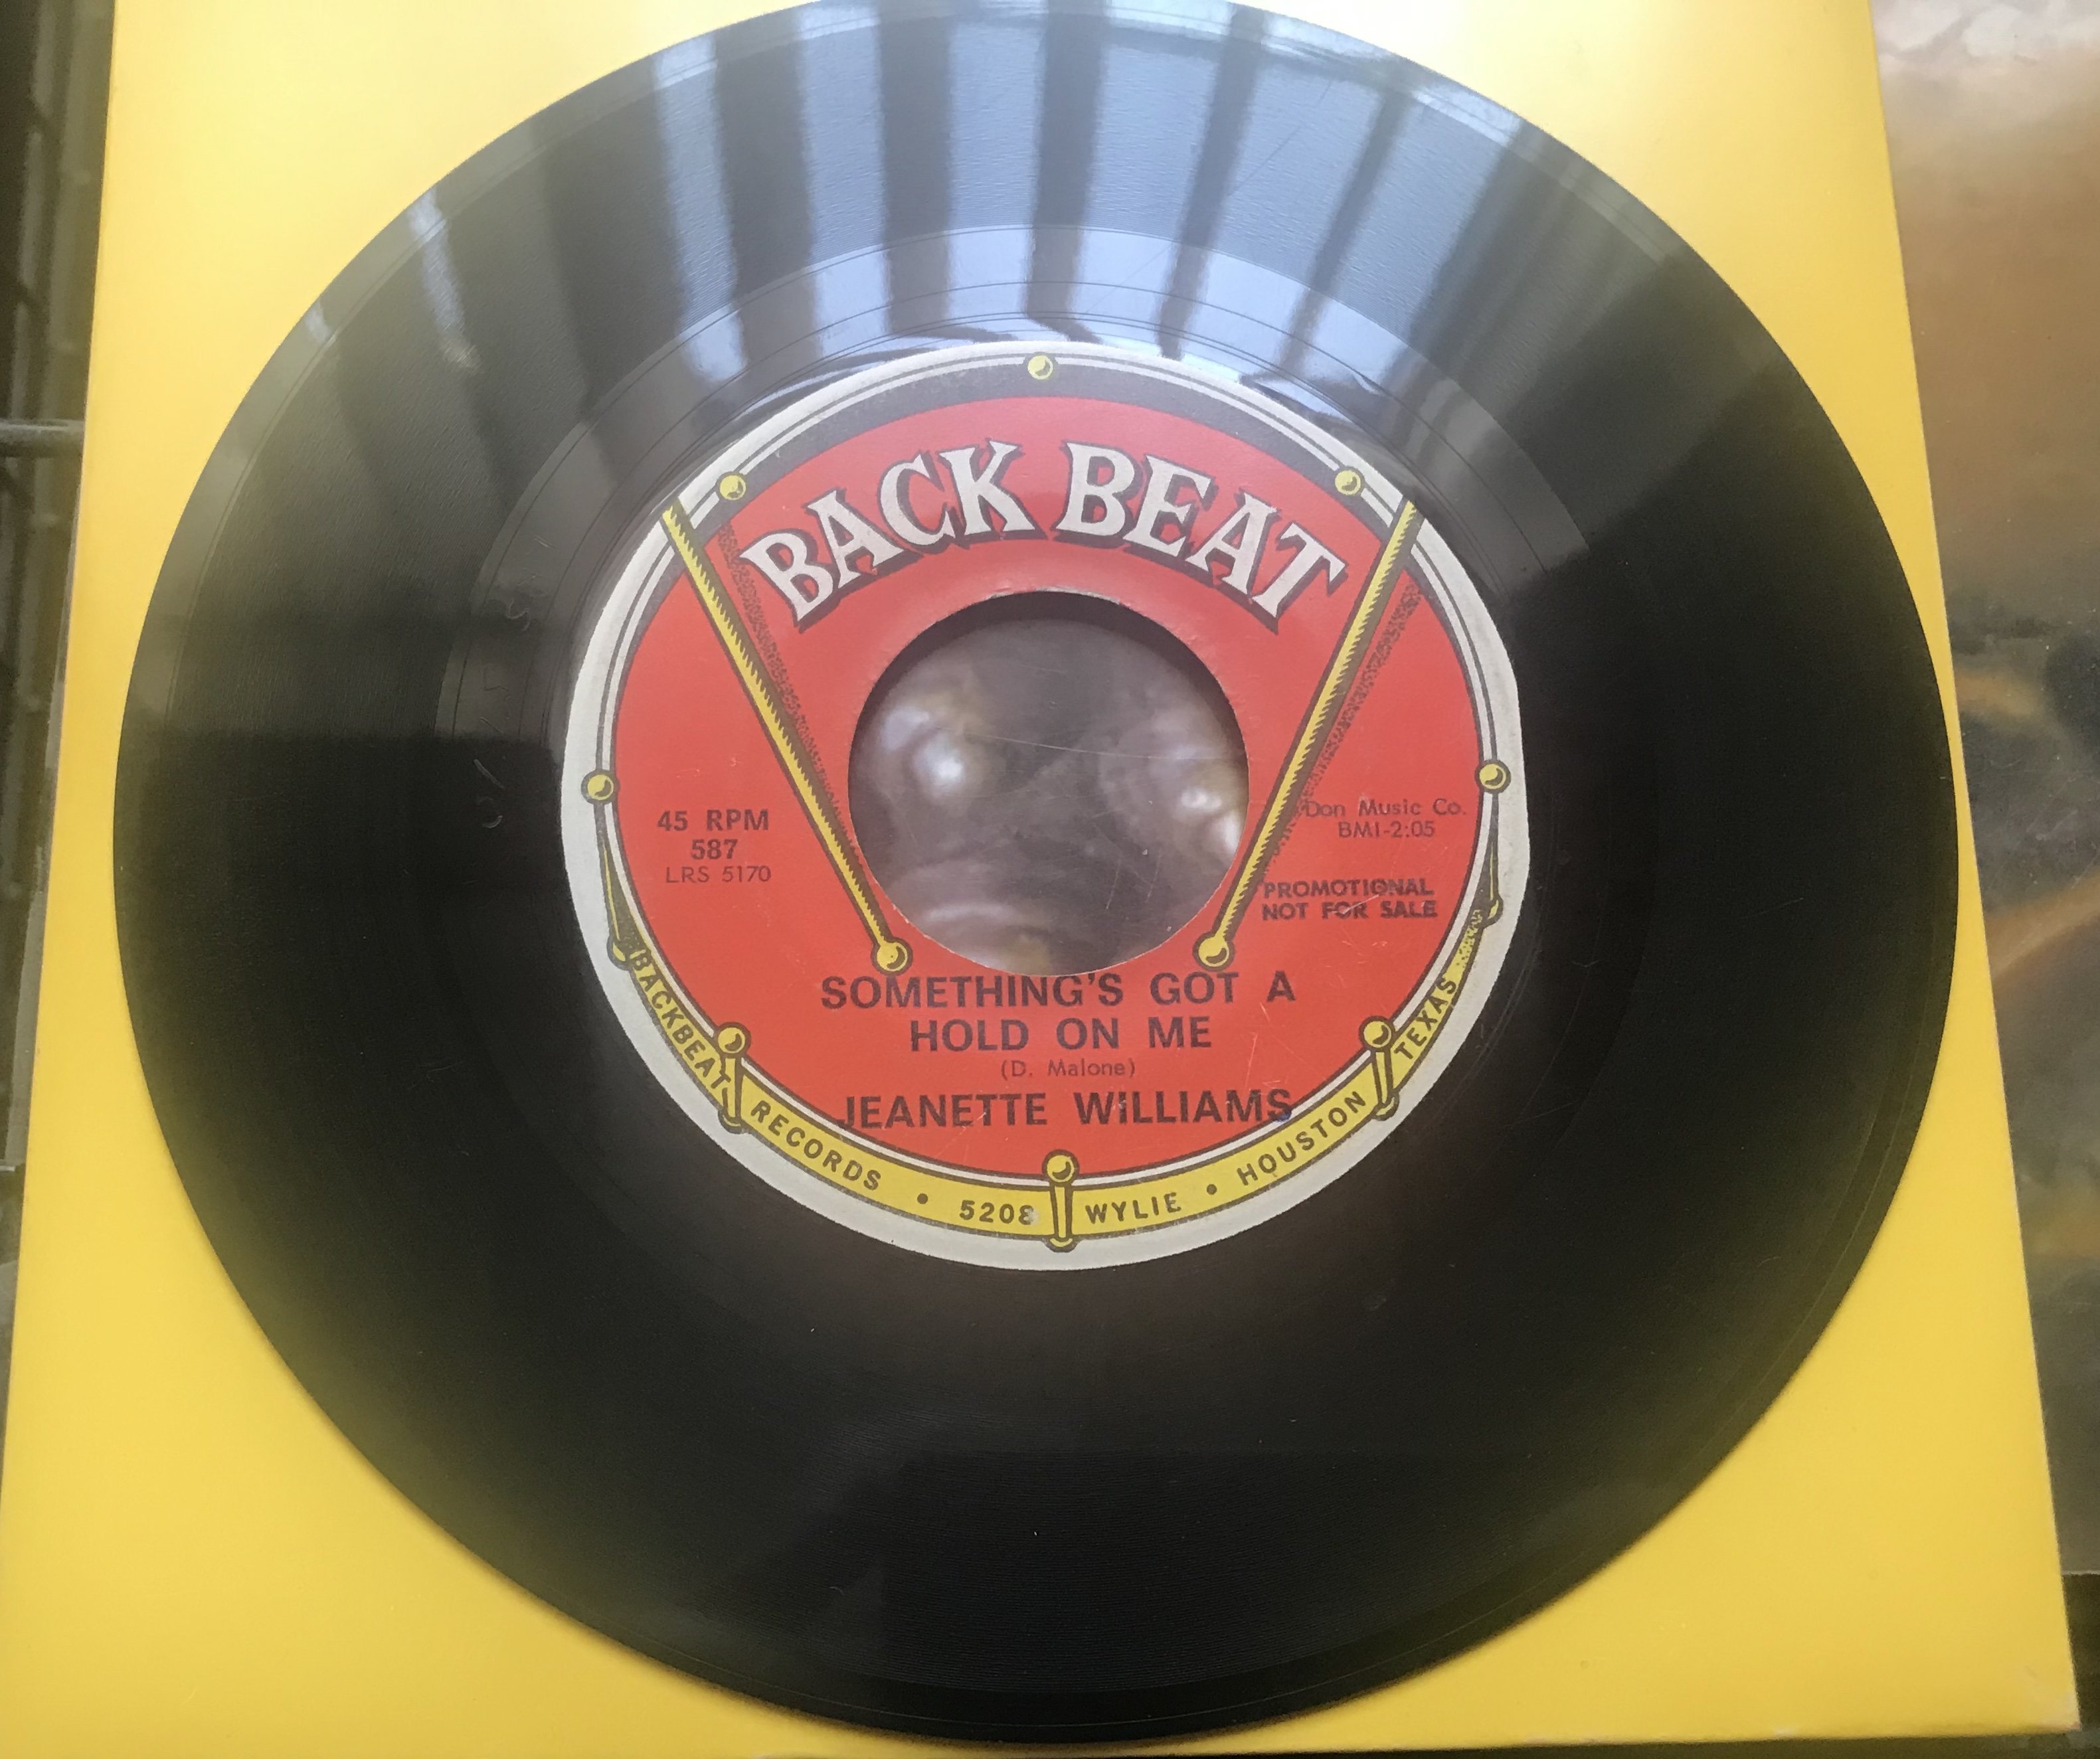 BACK BEAT
45 RPM
587
LRS 5170
Don Music Co.
BMI-2:05
PROMOTIONAL
NOT FOR SALE
SOMETHING'S GOT A
HOLD ON ME
(D. Malone)
JEANETTE WILLIAMS
BACKBEAT RECORDS • 5208 WYLIE • HOUSTON TEXAS